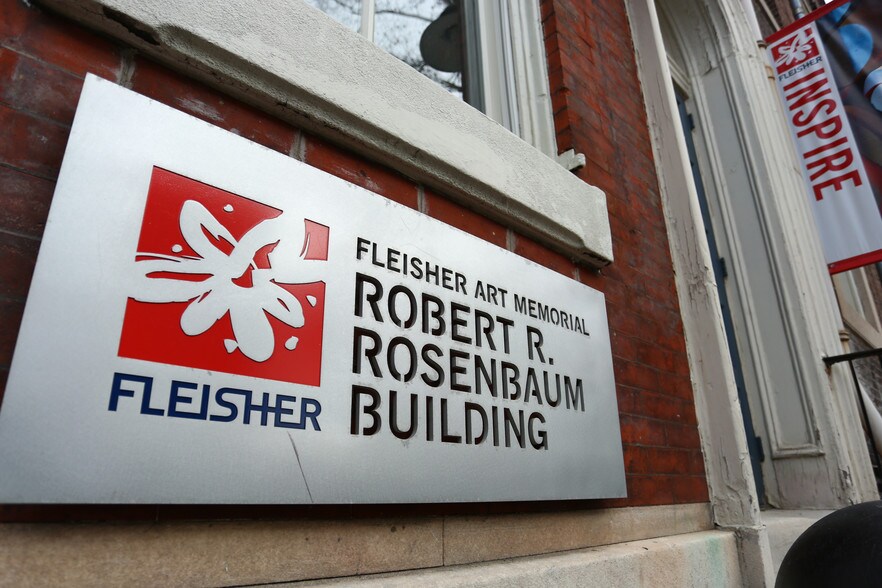 FLEISHER
FLEISHER ART MEMORIAL
ROBERT R.
ROSENBAUM
BUILDING
FLEISHER
INSPIRE